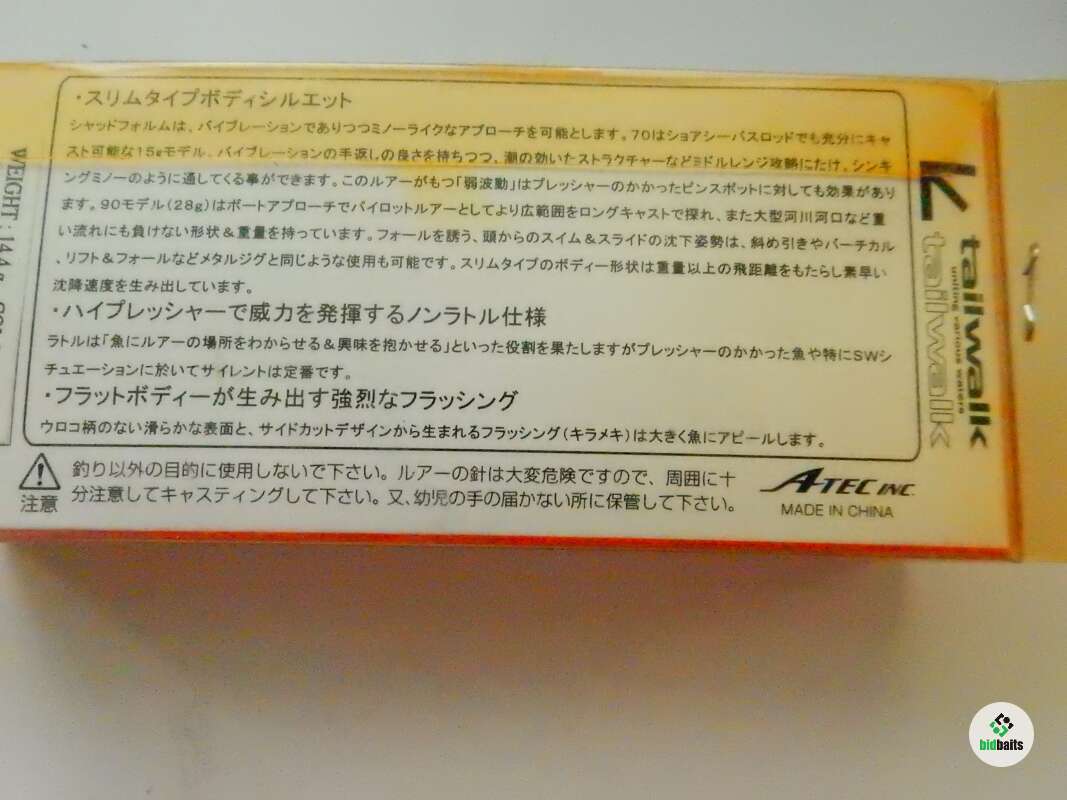 ・スリムタイプボディシルエット
シャッドフォルムは、バイブレーションでありつつミノーライクなアプローチを可能とします。70はショアシーバスロッドでも充分にキャ
スト可能な15gモデル、バイブレーションの手返しの良さを持ちつつ、潮の効いたストラクチャーなどミドルレンジ攻略にたけ、シンキ
ングミノーのように通してくる事ができます。このルアーがもつ「弱波動」はプレッシャーのかかったピンスポットに対しても効果があり
ます。90モデル(28g)はボートアプローチでパイロットルアーとしてより広範囲をロングキャストで探れ、また大型河川河口など重
い流れにも負けない形状&重量を持っています。フォールを誘う、頭からのスイム&スライドの沈下姿勢は、斜め引きやバーチカル
、リフト&フォールなどメタルジグと同じような使用も可能です。スリムタイプのボディー形状は重量以上の飛距離をもたらし素早い
沈降速度を生み出しています。
・ハイプレッシャーで威力を発揮するノンラトル仕様
ラトルは「魚にルアーの場所をわからせる&興味を抱かせる」といった役割を果たしますがプレッシャーのかかった魚や特にSWシ
チュエーションに於いてサイレントは定番です。
・フラットボディーが生み出す強烈なフラッシング
ウロコ柄のない滑らかな表面と、サイドカットデザインから生まれるフラッシング(キラメキ)は大きく魚にアピールします。
注意
釣り以外の目的に使用しないで下さい。ルアーの針は大変危険ですので、周囲に十
分注意してキャスティングして下さい。又、幼児の手の届かない所に保管して下さい。
A-TEC INC.
MADE IN CHINA
tailwalk
uniting various waters
tailwalk
WEIGHT:
bidbaits